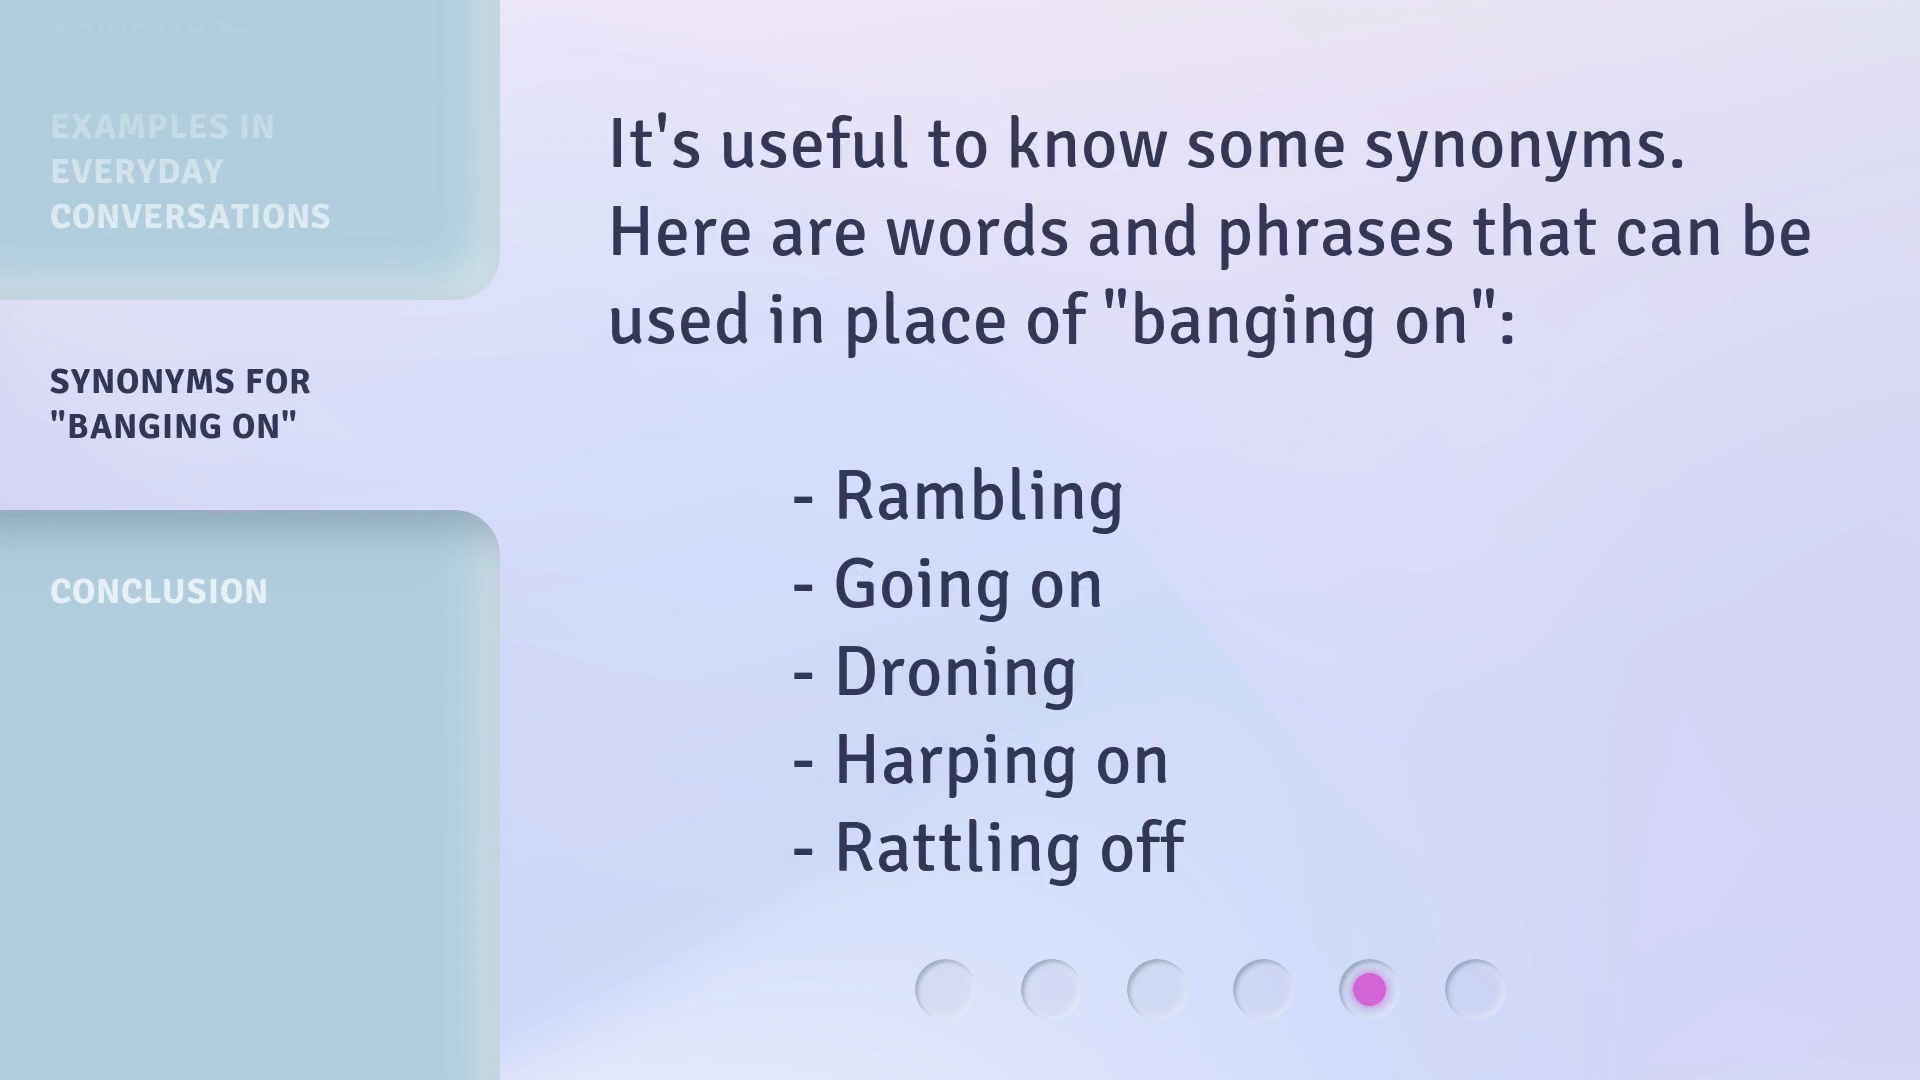 EXAMPLES IN
EVERYDAY
CONVERSATIONS
SYNONYMS FOR
"BANGING ON"
CONCLUSION
It's useful to know some synonyms.
Here are words and phrases that can be
used in place of "banging on":
- Rambling
- Going on
- Droning
- Harping on
- Rattling off